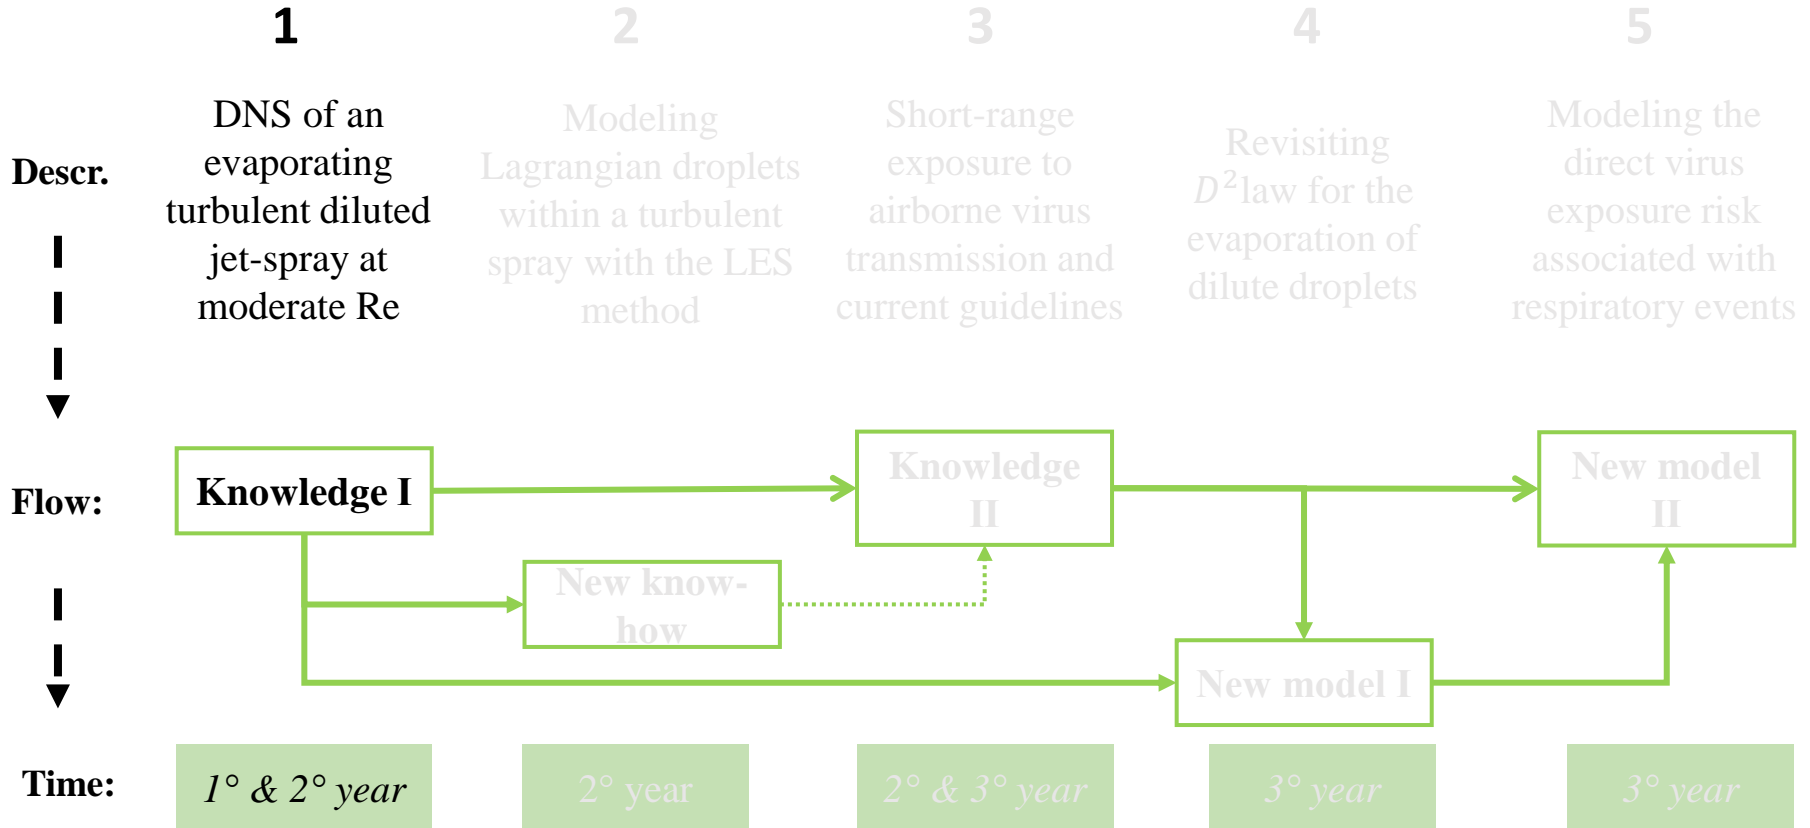 1
2
3
4
5
Descr.
DNS of an
evaporating
turbulent diluted
jet-spray at
moderate Re
Modeling
Lagrangian droplets
within a turbulent
spray with the LES
method
Short-range
exposure to
airborne virus
transmission and
current guidelines
Revisiting
D² law for the
evaporation of
dilute droplets
Modeling the
direct virus
exposure risk
associated with
respiratory events
Flow:
Knowledge I
New know-
how
Knowledge
II
New model I
New model
II
Time:
1° & 2° year
2° year
2° & 3° year
3° year
3° year